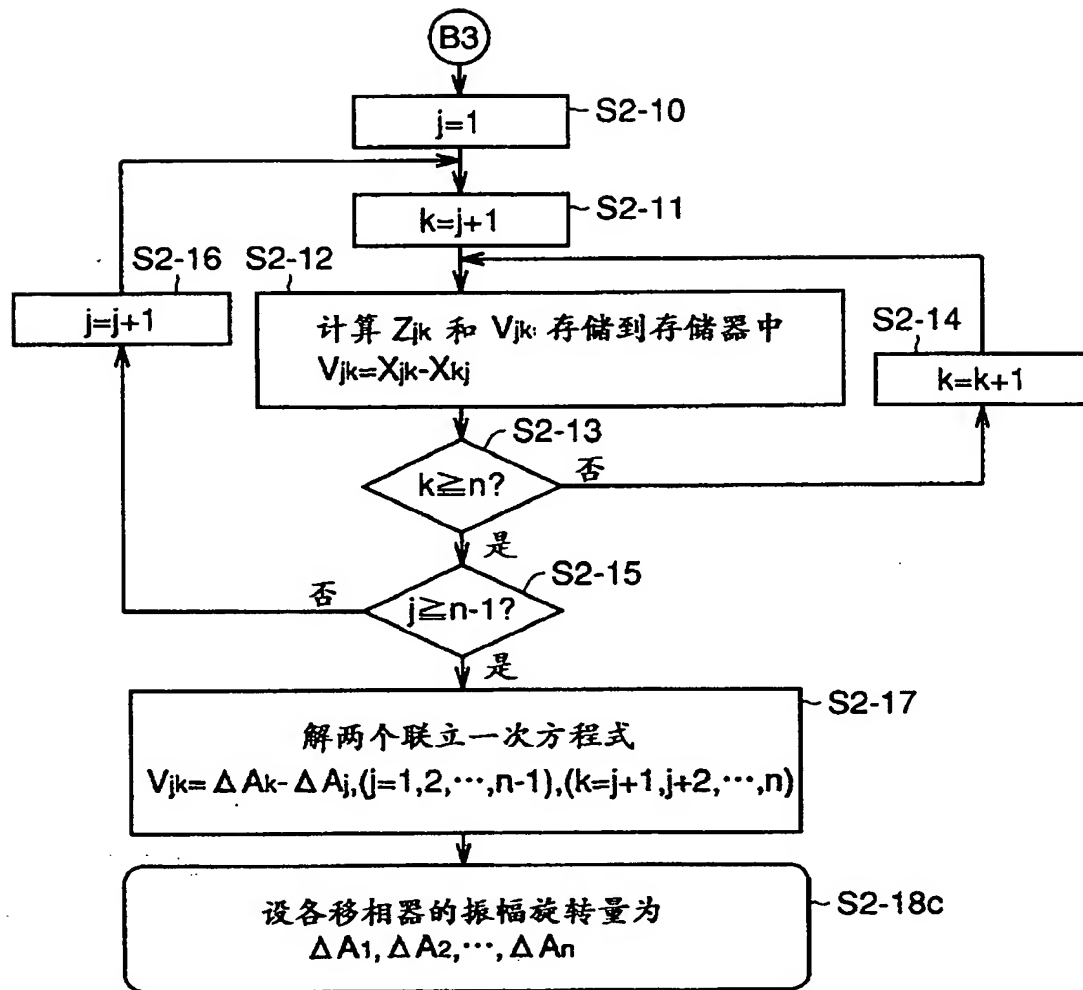 B3
j=1
S2-10
k=j+1
S2-11
S2-16
j=j+1
S2-12
计算 Zjk 和 Vjk: 存储到存储器中
Vjk=Xjk-Xkj
S2-14
k=k+1
S2-13
k≧n?
否
是
S2-15
j≧n-1?
否
是
S2-17
解两个联立一次方程式
Vjk=ΔAk-ΔAj,(j=1,2,⋯,n-1),(k=j+1,j+2,⋯,n)
设各移相器的振幅旋转量为
ΔA1,ΔA2,⋯,ΔAn
S2-18c